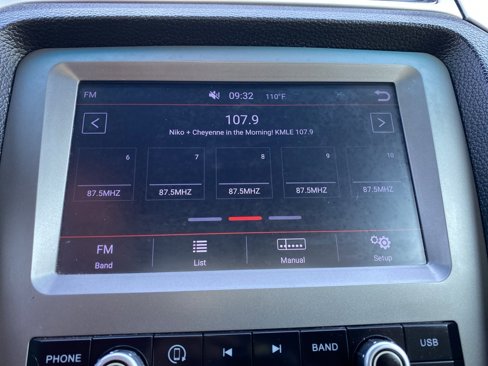 FM 09:32 110°F
107.9
Niko + Cheyenne in the Morning! KMLE 107.9
6 7 8 9 10
87.5MHZ 87.5MHZ 87.5MHZ 87.5MHZ 87.5MHZ
FM
Band List Manual Setup
PHONE BAND USB